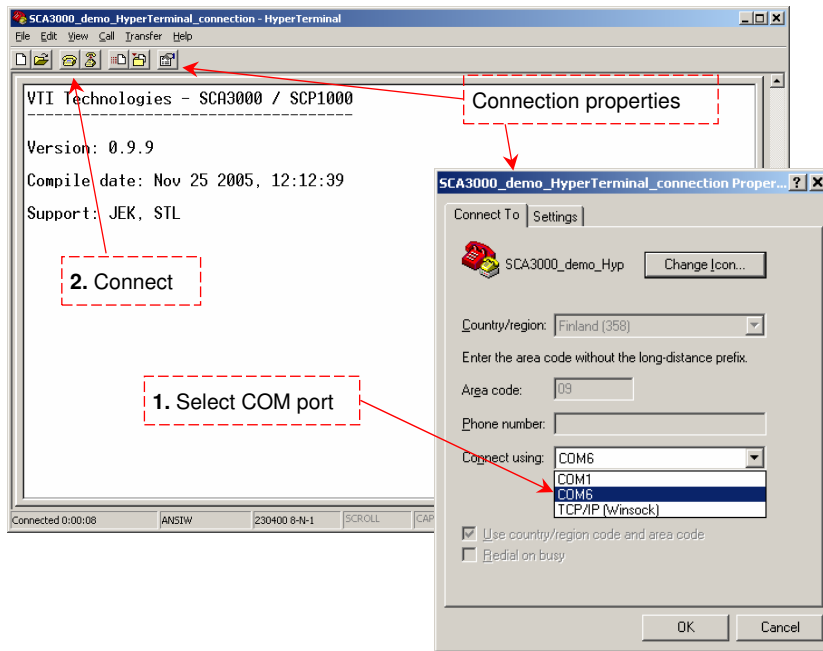 SCA3000_demo_HyperTerminal_connection - HyperTerminal
File Edit View Call Transfer Help
Connection properties
VTI Technologies - SCA3000 / SCP1000
------------------------------------
Version: 0.9.9
Compile date: Nov 25 2005, 12:12:39
Support: JEK, STL
2. Connect
1. Select COM port
Connected 0:00:08 ANSIW 230400 8-N-1 SCROLL CAP
SCA3000_demo_HyperTerminal_connection Proper...
Connect To Settings
SCA3000_demo_Hyp Change Icon...
Country/region: Finland (358)
Enter the area code without the long-distance prefix.
Area code: 09
Phone number:
Connect using: COM6
COM1
COM6
TCP/IP (Winsock)
Use country/region code and area code
Redial on busy
OK Cancel